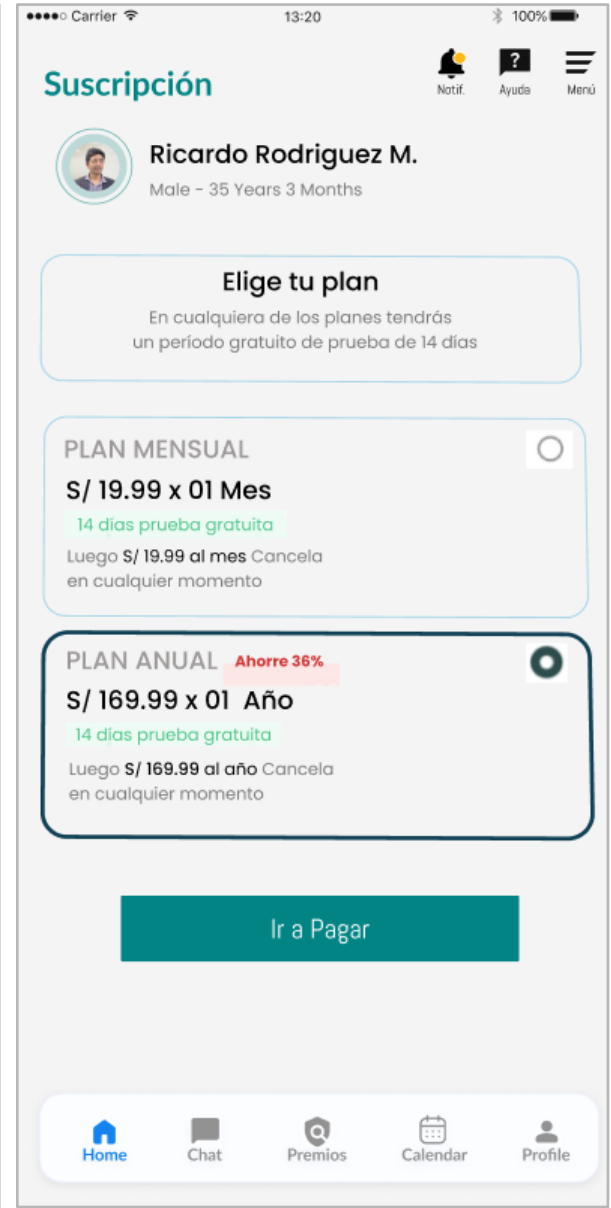 Carrier 13:20 100%
Suscripción
Notif. Ayuda Menú
Ricardo Rodriguez M.
Male - 35 Years 3 Months
Elige tu plan
En cualquiera de los planes tendrás
un período gratuito de prueba de 14 días
PLAN MENSUAL
S/ 19.99 x 01 Mes
14 días prueba gratuita
Luego S/ 19.99 al mes Cancela
en cualquier momento
PLAN ANUAL Ahorre 36%
S/ 169.99 x 01 Año
14 días prueba gratuita
Luego S/ 169.99 al año Cancela
en cualquier momento
Ir a Pagar
Home Chat Premios Calendar Profile